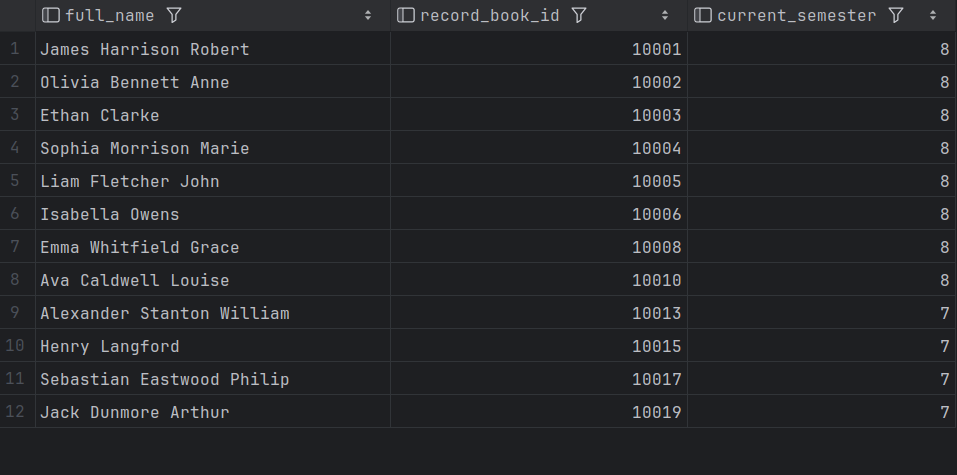 full_name record_book_id current_semester
1 James Harrison Robert 10001 8
2 Olivia Bennett Anne 10002 8
3 Ethan Clarke 10003 8
4 Sophia Morrison Marie 10004 8
5 Liam Fletcher John 10005 8
6 Isabella Owens 10006 8
7 Emma Whitfield Grace 10008 8
8 Ava Caldwell Louise 10010 8
9 Alexander Stanton William 10013 7
10 Henry Langford 10015 7
11 Sebastian Eastwood Philip 10017 7
12 Jack Dunmore Arthur 10019 7